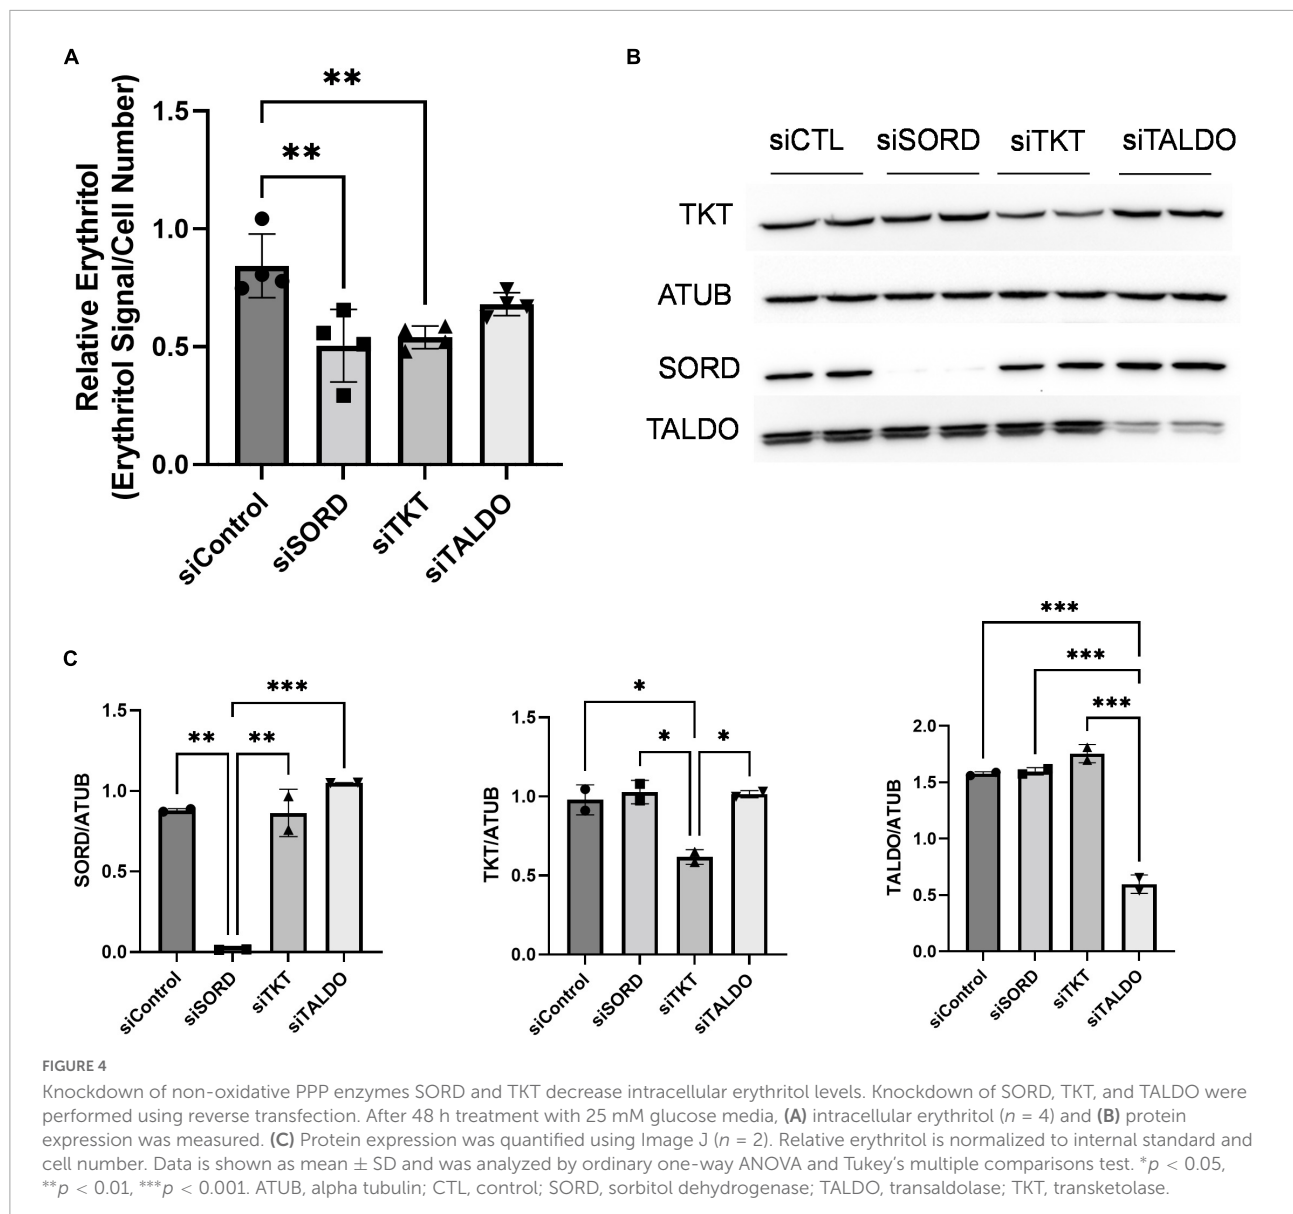 A
Relative Erythritol
(Erythritol Signal/Cell Number)
1.5
1.0
0.5
0.0
**
**
siControl
siSORD
siTKT
siTALDO
B
siCTL siSORD siTKT siTALDO
TKT
ATUB
SORD
TALDO
C
SORD/ATUB
1.5
1.0
0.5
0.0
***
** **
siControl
siSORD
siTKT
siTALDO
TKT/ATUB
1.5
1.0
0.5
0.0
*
* *
siControl
siSORD
siTKT
siTALDO
TALDO/ATUB
2.0
1.5
1.0
0.5
0.0
***
***
***
siControl
siSORD
siTKT
siTALDO
FIGURE 4
Knockdown of non-oxidative PPP enzymes SORD and TKT decrease intracellular erythritol levels. Knockdown of SORD, TKT, and TALDO were
performed using reverse transfection. After 48 h treatment with 25 mM glucose media, (A) intracellular erythritol (n = 4) and (B) protein
expression was measured. (C) Protein expression was quantified using Image J (n = 2). Relative erythritol is normalized to internal standard and
cell number. Data is shown as mean ± SD and was analyzed by ordinary one-way ANOVA and Tukey's multiple comparisons test. *p < 0.05,
**p < 0.01, ***p < 0.001. ATUB, alpha tubulin; CTL, control; SORD, sorbitol dehydrogenase; TALDO, transaldolase; TKT, transketolase.